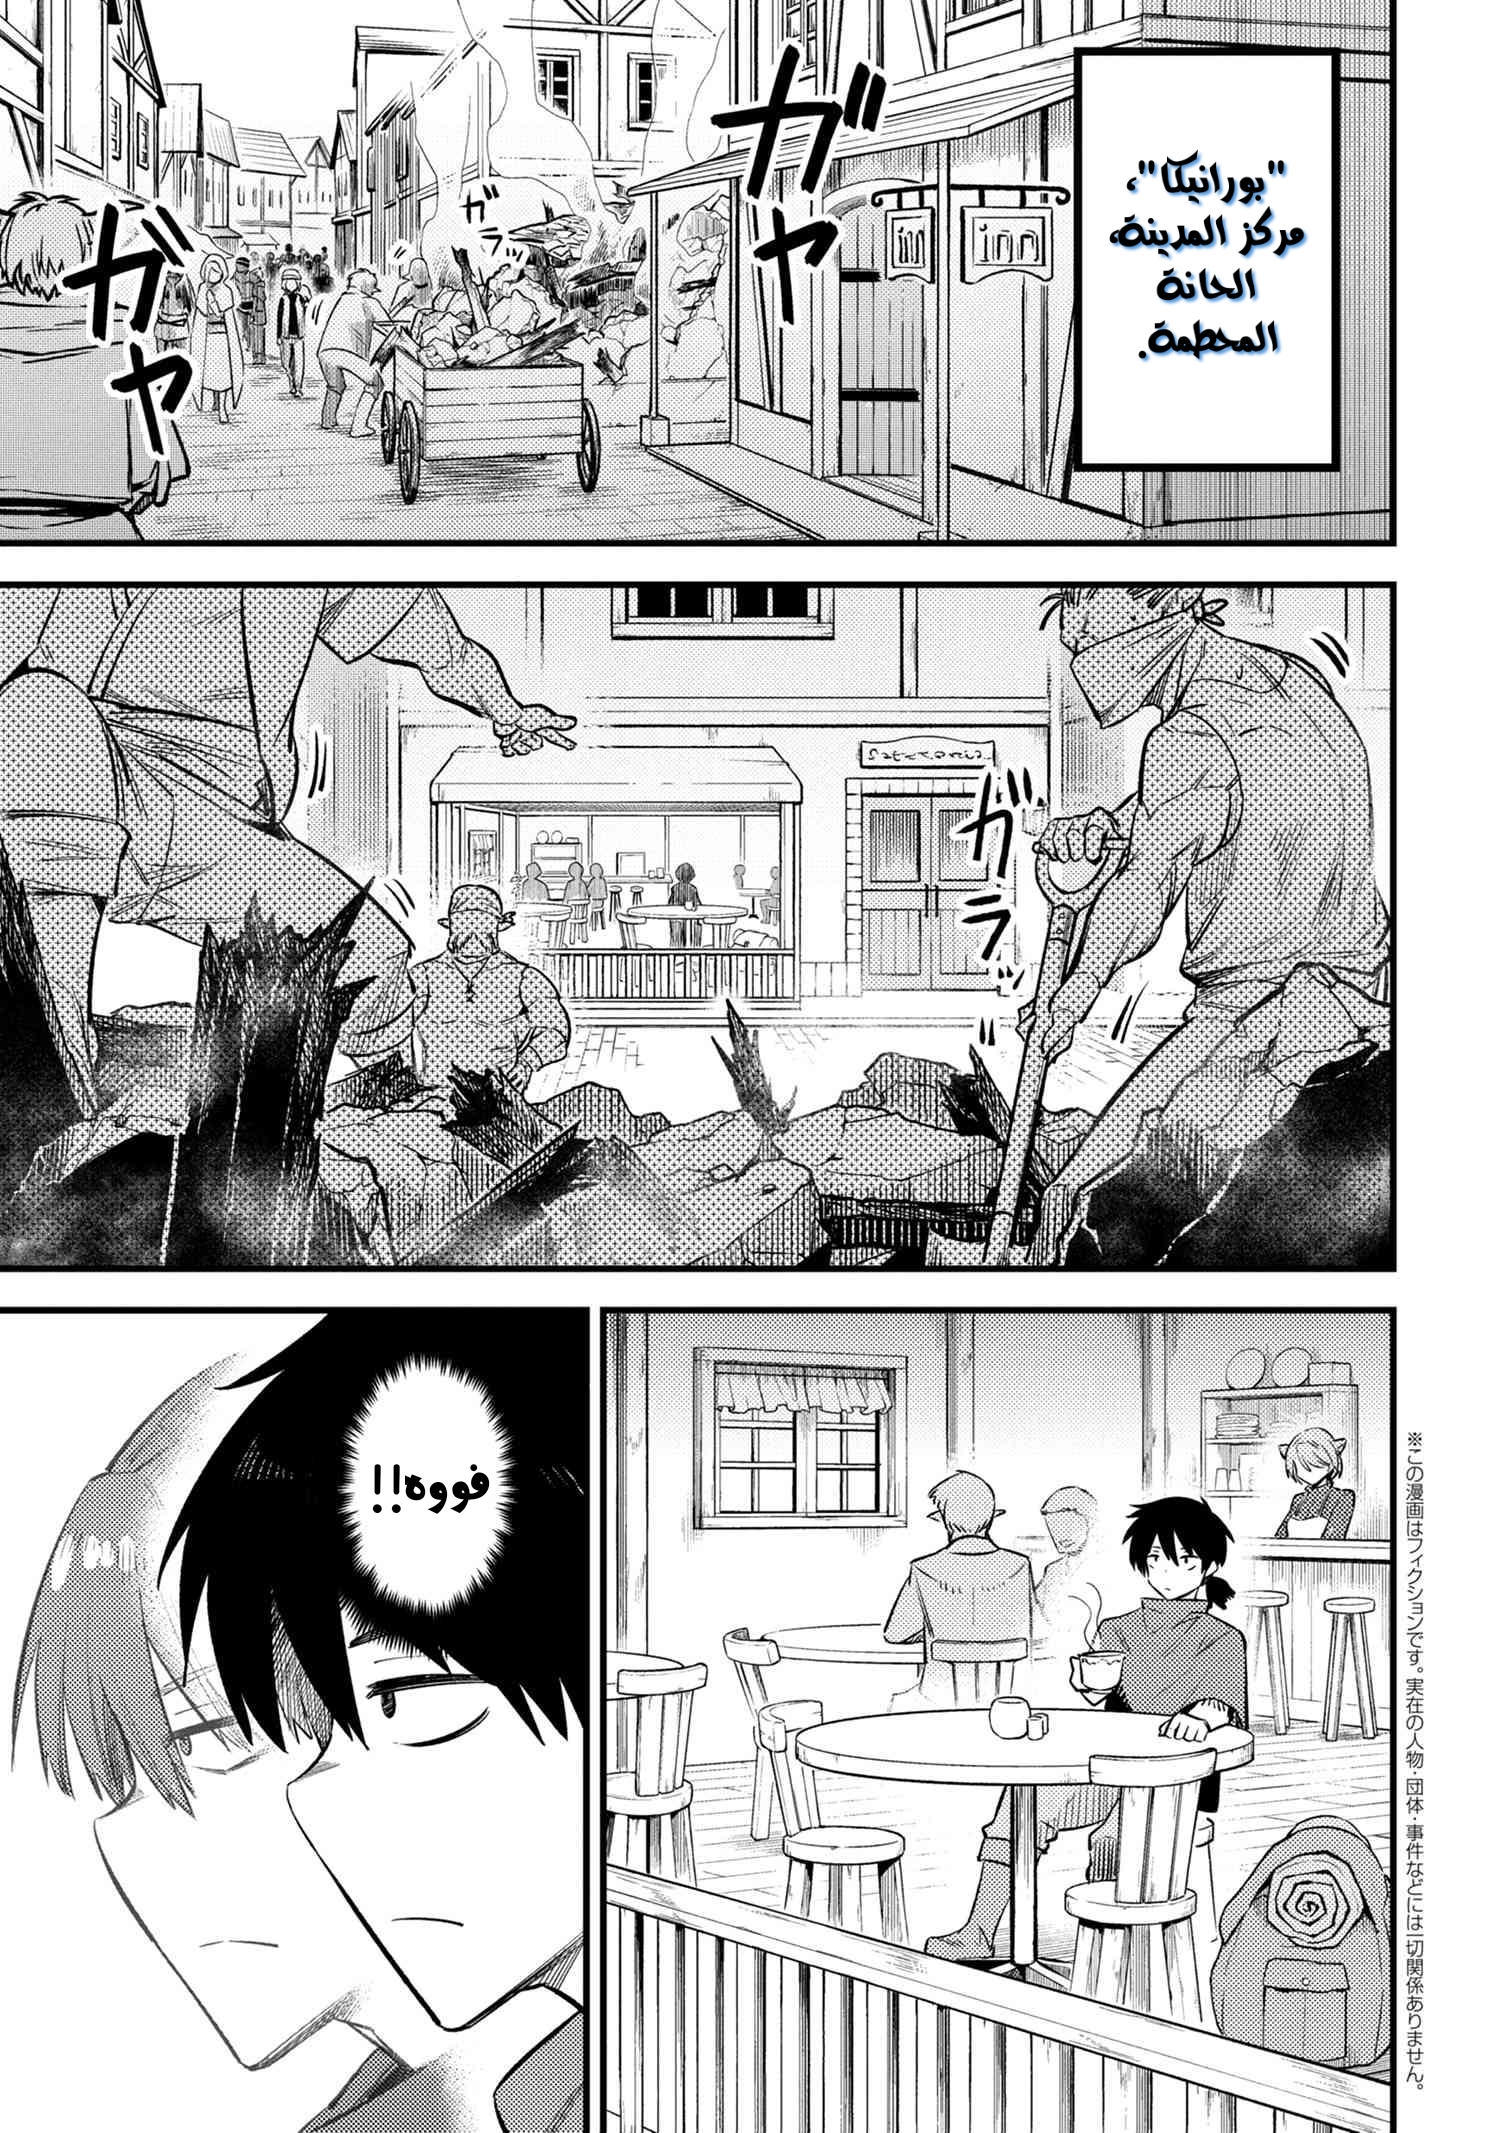 "بورانيكا"،
مركز المدينة،
الحانة
المحطمة.
ガヤ
ガヤ
ガラ
inn
inn
ガラ
فووه!!
※この漫画はフィクションです。実在の人物・団体・事件などには一切関係ありません。